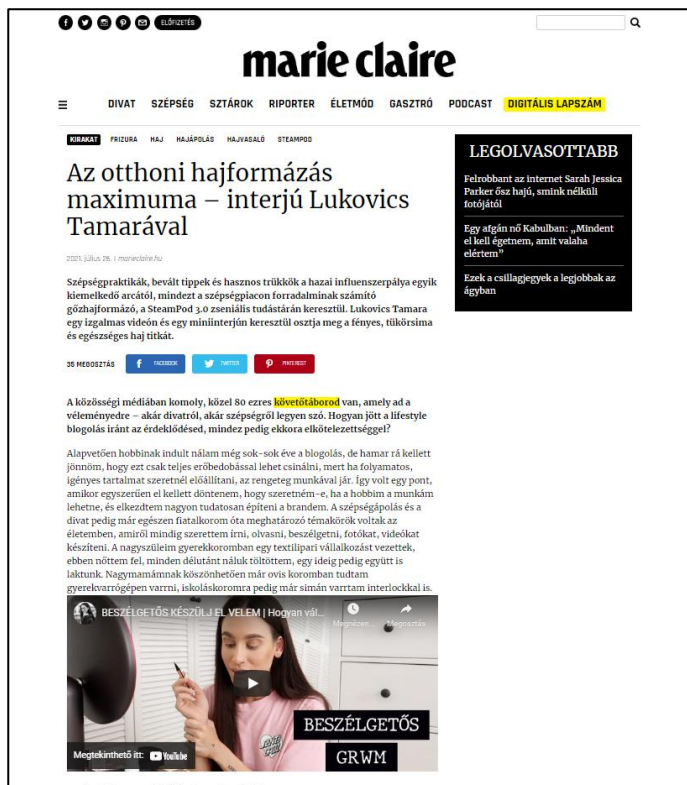 ELŐFIZETÉS
marie claire
DIVAT SZÉPSÉG SZTÁROK RIPORTER ÉLETMÓD GASZTRÓ PODCAST DIGITÁLIS LAPSZÁM
KIRAKAT FRIZURA HAJ HAJÁPOLÁS HAJVASALÓ STEAMPOD
Az otthoni hajformázás
maximuma – interjú Lukovics
Tamarával
2021. július 28. | marieclaire.hu
Szépségpraktikák, bevált tippek és hasznos trükkök a hazai influenszerpálya egyik
kiemelkedő arcától, mindezt a szépségpiacon forradalminak számító
gőzhajformázó, a SteamPod 3.0 zseniális tudástárán keresztül. Lukovics Tamara
egy izgalmas videón és egy miniinterjún keresztül osztja meg a fényes, tükörsima
és egészséges haj titkát.
35 MEGOSZTÁS FACEBOOK TWITTER PINTEREST
A közösségi médiában komoly, közel 80 ezres követőtáborod van, amely ad a
véleményedre – akár divatról, akár szépségről legyen szó. Hogyan jött a lifestyle
blogolás iránt az érdeklődésed, mindez pedig ekkora elkötelezettséggel?
Alapvetően hobbinak indult nálam még sok-sok éve a blogolás, de hamar rá kellett
jönnöm, hogy ezt csak teljes erőbedobással lehet csinálni, mert ha folyamatos,
igényes tartalmat szeretnél előállítani, az rengeteg munkával jár. Így volt egy pont,
amikor egyszerűen el kellett döntenem, hogy szeretném-e, ha a hobbim a munkám
lehetne, és elkezdtem nagyon tudatosan építeni a brandem. A szépségápolás és a
divat pedig már egészen fiatalkorom óta meghatározó témakörök voltak az
életemben, amiről mindig szerettem írni, olvasni, beszélgetni, fotókat, videókat
készíteni. A nagyszüleim gyerekkoromban egy textilipari vállalkozást vezettek,
ebben nőttem fel, minden délutánt náluk töltöttem, egy ideig pedig együtt is
laktunk. Nagymamámnak köszönhetően már ovis koromban tudtam
gyerekvarrógépen varrni, iskoláskoromra pedig már simán varrtam interlockkal is.
BESZÉLGETŐS KÉSZÜLJ EL VELEM | Hogyan vál...
Megnézen...
Megosztás
BESZÉLGETŐS
GRWM
Megtekinthető itt: YouTube
LEGOLVASOTTABB
Felrobbant az internet Sarah Jessica
Parker ősz hajú, smink nélküli
fotójától
Egy afgán nő Kabulban: „Mindent
el kell égetnem, amit valaha
elértem”
Ezek a csillagjegyek a legjobbak az
ágyban